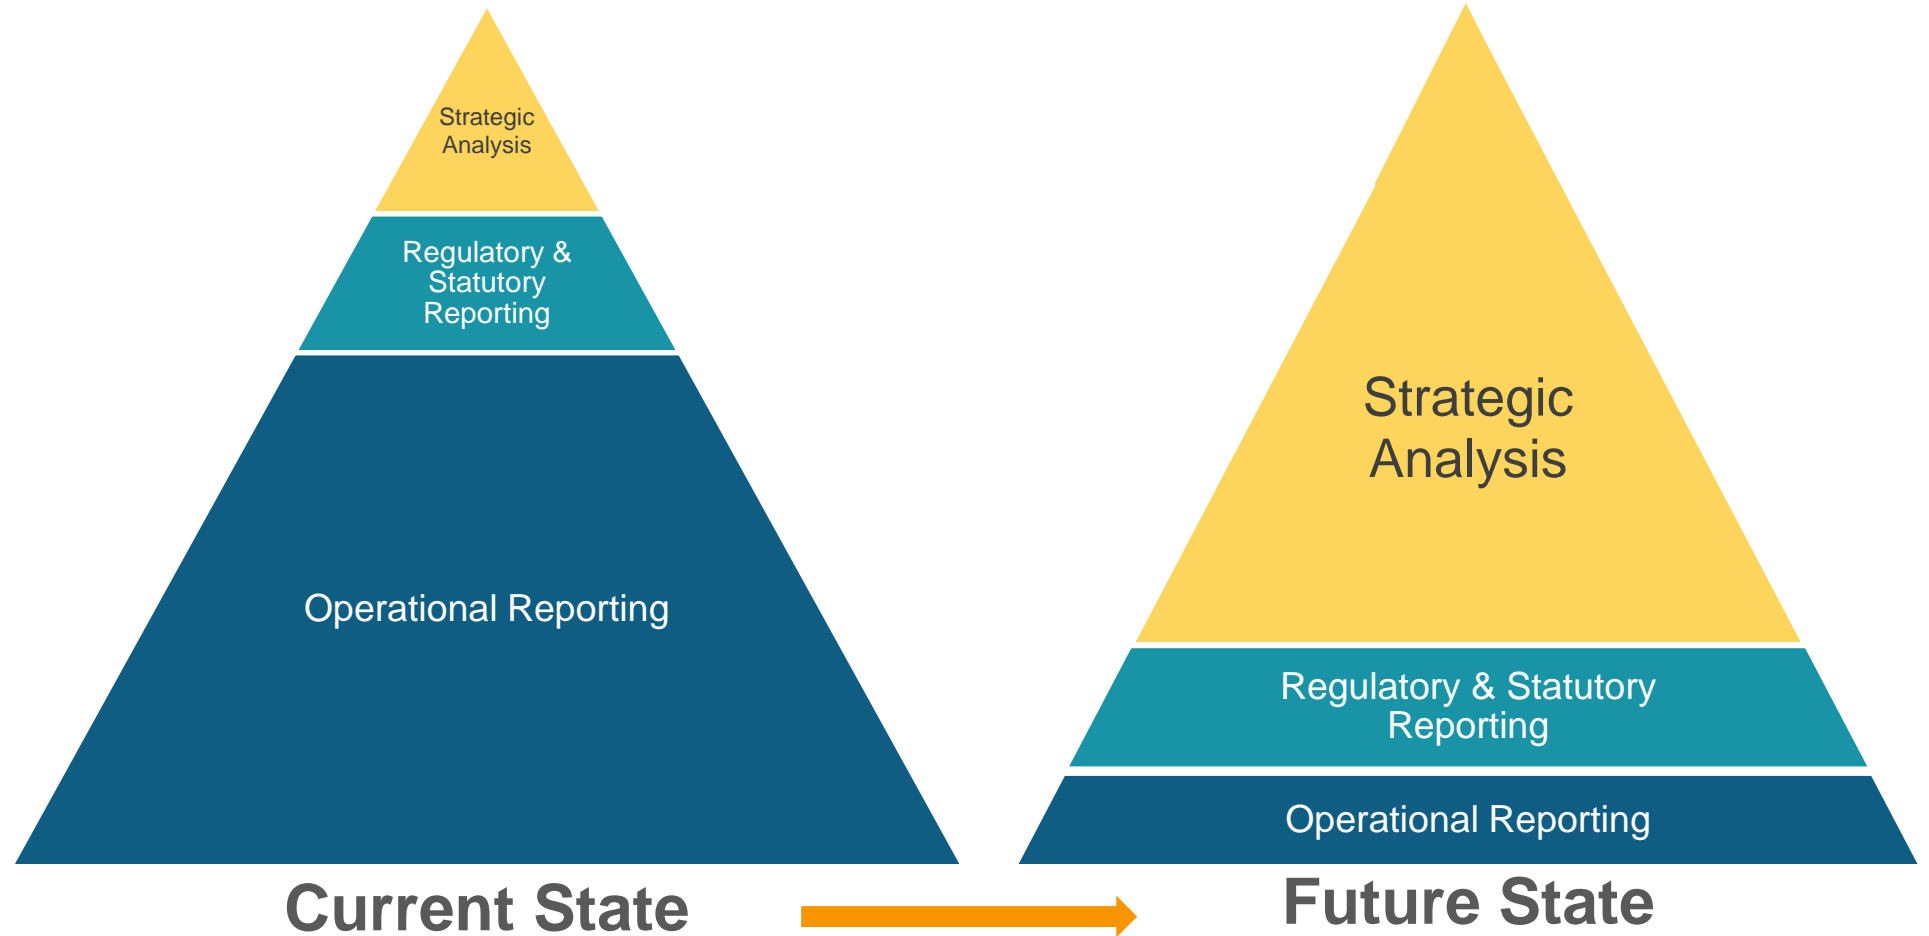 Strategic
Analysis
Regulatory &
Statutory
Reporting
Operational Reporting
Current State
Strategic
Analysis
Regulatory & Statutory
Reporting
Operational Reporting
Future State